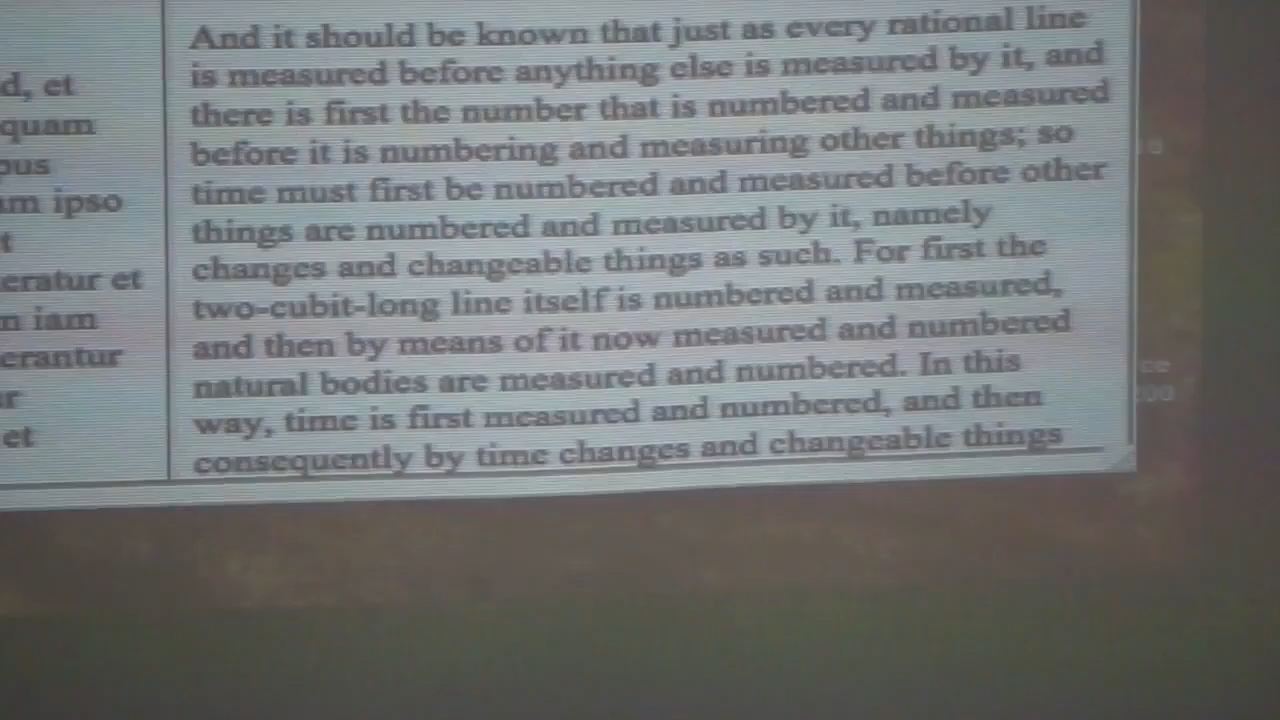 d, et
quam
ous
am ipso
t
eratur et
n iam
erantur
ur
et
And it should be known that just as every rational line
is measured before anything else is measured by it, and
there is first the number that is numbered and measured
before it is numbering and measuring other things; so
time must first be numbered and measured before other
things are numbered and measured by it, namely
changes and changeable things as such. For first the
two-cubit-long line itself is numbered and measured,
and then by means of it now measured and numbered
natural bodies are measured and numbered. In this
way, time is first measured and numbered, and then
consequently by time changes and changeable things